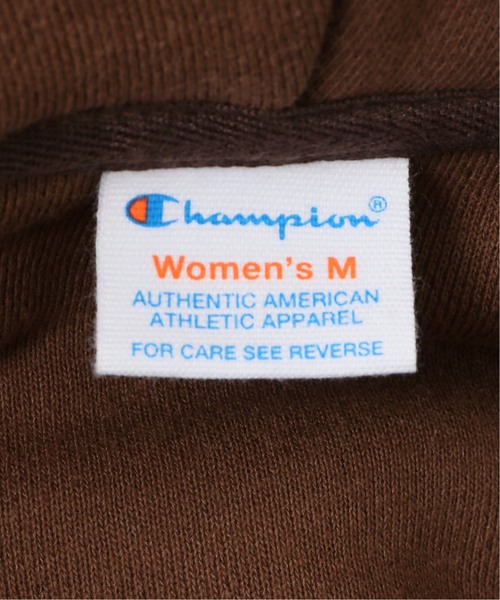 Champion®
Women's M
AUTHENTIC AMERICAN
ATHLETIC APPAREL
FOR CARE SEE REVERSE